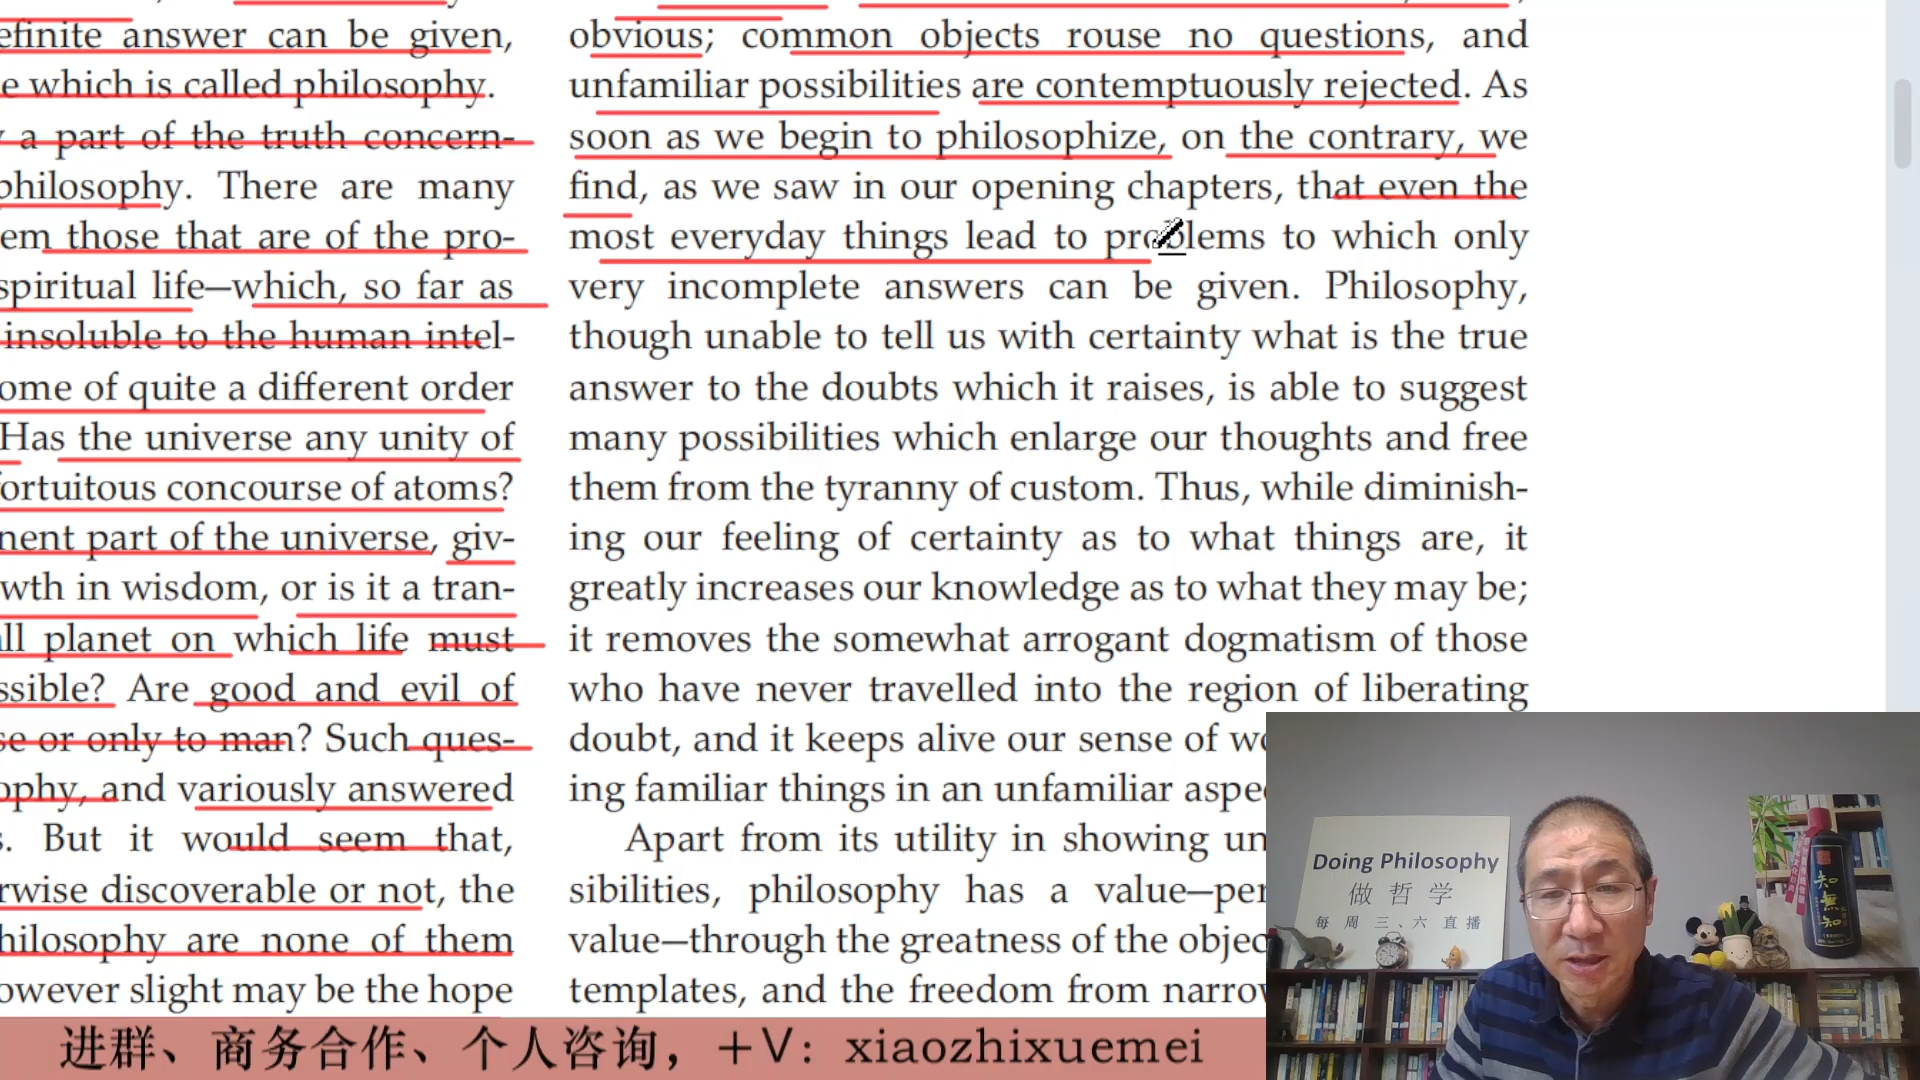 efinite answer can be given,
e which is called philosophy.
a part of the truth concern-
philosophy. There are many
em those that are of the pro-
spiritual life—which, so far as
insoluble to the human intel-
ome of quite a different order
Has the universe any unity of
ortuitous concourse of atoms?
nent part of the universe, giv-
wth in wisdom, or is it a tran-
ll planet on which life must
ssible? Are good and evil of
se or only to man? Such ques-
ophy, and variously answered
s. But it would seem that,
rwise discoverable or not, the
hilosophy are none of them
owever slight may be the hope
obvious; common objects rouse no questions, and
unfamiliar possibilities are contemptuously rejected. As
soon as we begin to philosophize, on the contrary, we
find, as we saw in our opening chapters, that even the
most everyday things lead to problems to which only
very incomplete answers can be given. Philosophy,
though unable to tell us with certainty what is the true
answer to the doubts which it raises, is able to suggest
many possibilities which enlarge our thoughts and free
them from the tyranny of custom. Thus, while diminish-
ing our feeling of certainty as to what things are, it
greatly increases our knowledge as to what they may be;
it removes the somewhat arrogant dogmatism of those
who have never travelled into the region of liberating
doubt, and it keeps alive our sense of wo
ing familiar things in an unfamiliar aspe
Apart from its utility in showing un
sibilities, philosophy has a value—per
value—through the greatness of the objec
templates, and the freedom from narrow
Doing Philosophy
做哲学
每周三、六直播
知無知
进群、商务合作、个人咨询，+V：xiaozhixuemei